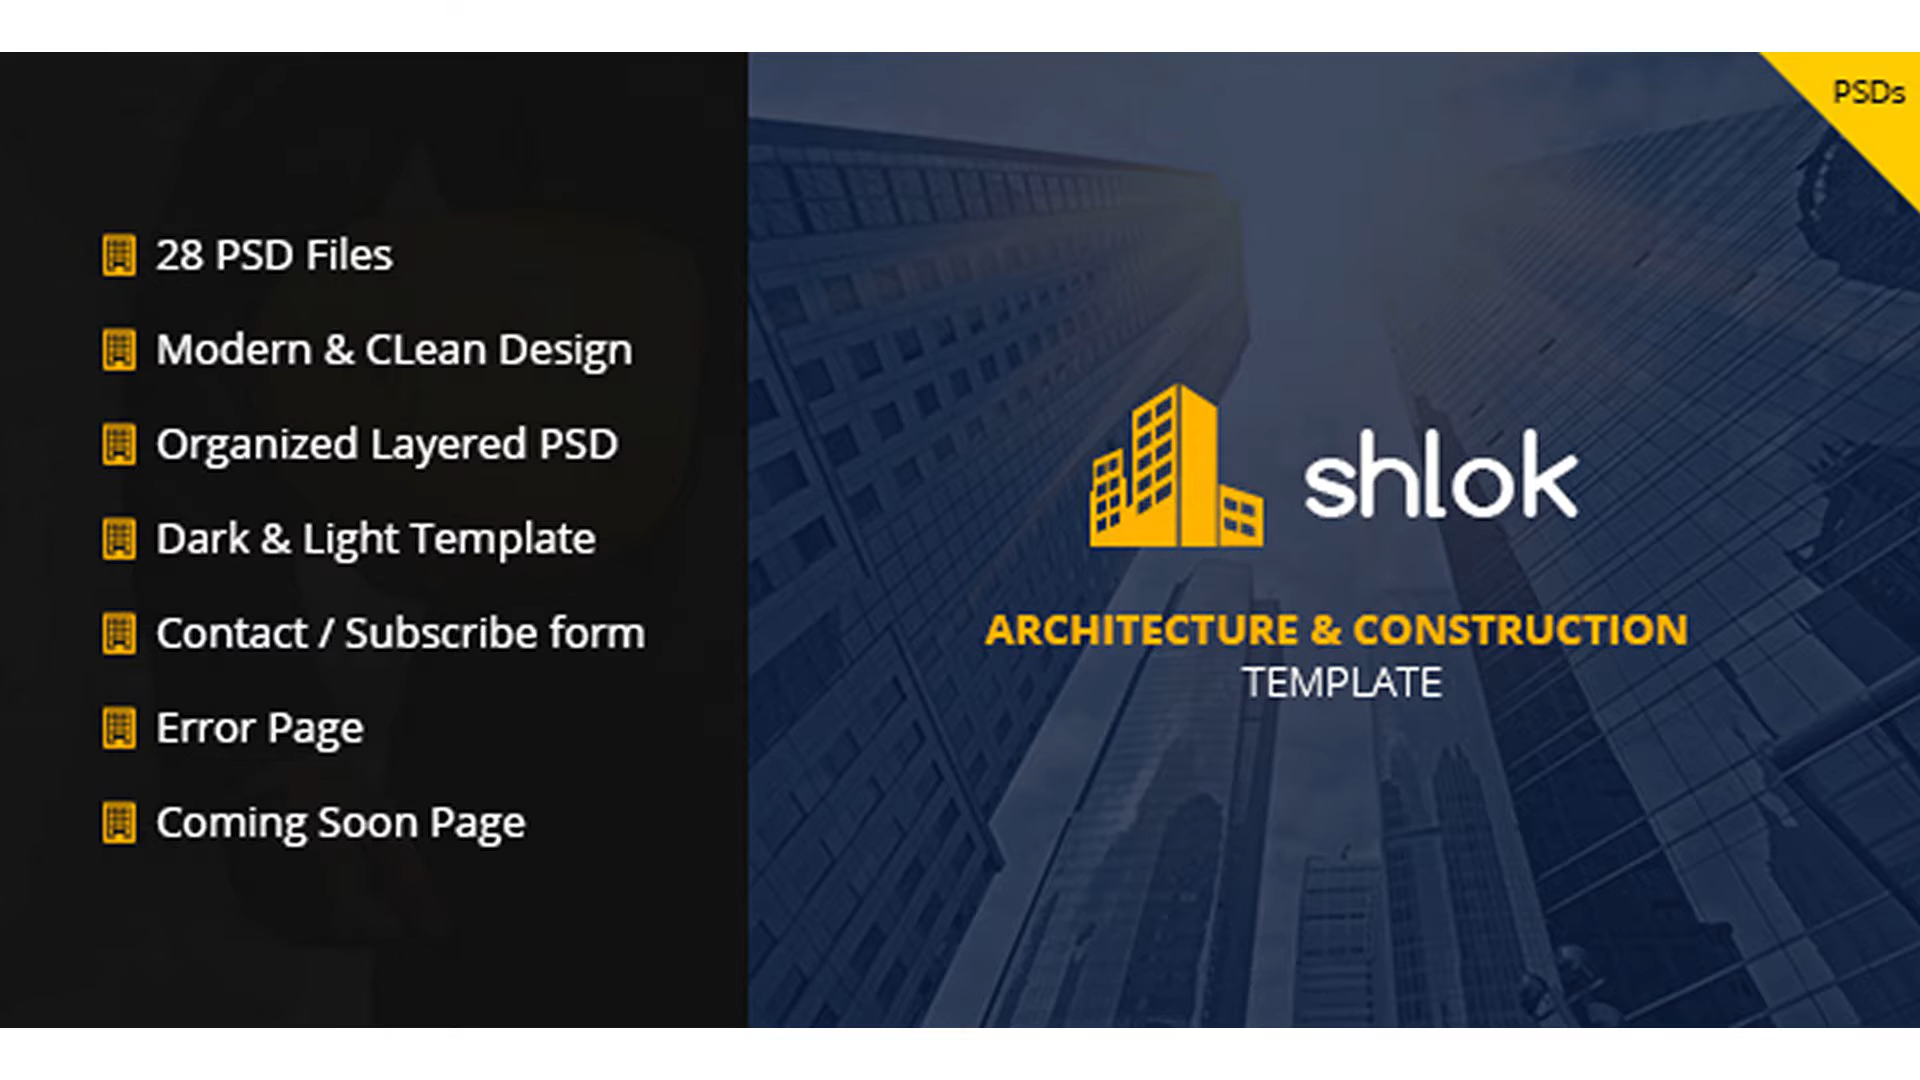 28 PSD Files
Modern & CLean Design
Organized Layered PSD
Dark & Light Template
Contact / Subscribe form
Error Page
Coming Soon Page
PSDs
shlok
ARCHITECTURE & CONSTRUCTION
TEMPLATE